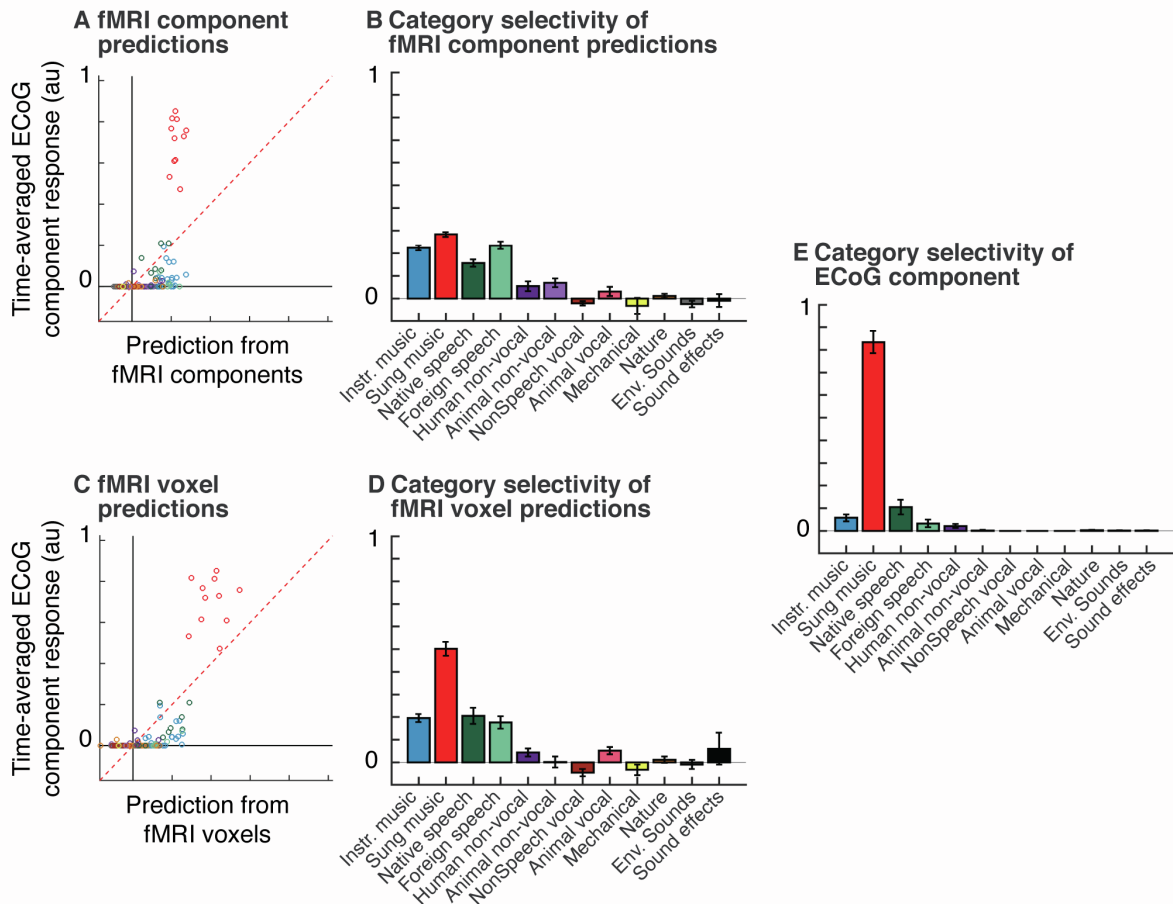 A fMRI component
predictions
Time-averaged ECoG
component response (au)
1
0
Prediction from
fMRI components
B Category selectivity of
fMRI component predictions
1
0
Instr. music
Sung music
Native speech
Foreign speech
Human non-vocal
Animal non-vocal
NonSpeech vocal
Animal vocal
Mechanical
Nature
Env. Sounds
Sound effects
C fMRI voxel
predictions
Time-averaged ECoG
component response (au)
1
0
Prediction from
fMRI voxels
D Category selectivity of
fMRI voxel predictions
1
0
Instr. music
Sung music
Native speech
Foreign speech
Human non-vocal
Animal non-vocal
NonSpeech vocal
Animal vocal
Mechanical
Nature
Env. Sounds
Sound effects
E Category selectivity of
ECoG component
1
0
Instr. music
Sung music
Native speech
Foreign speech
Human non-vocal
Animal non-vocal
NonSpeech vocal
Animal vocal
Mechanical
Nature
Env. Sounds
Sound effects